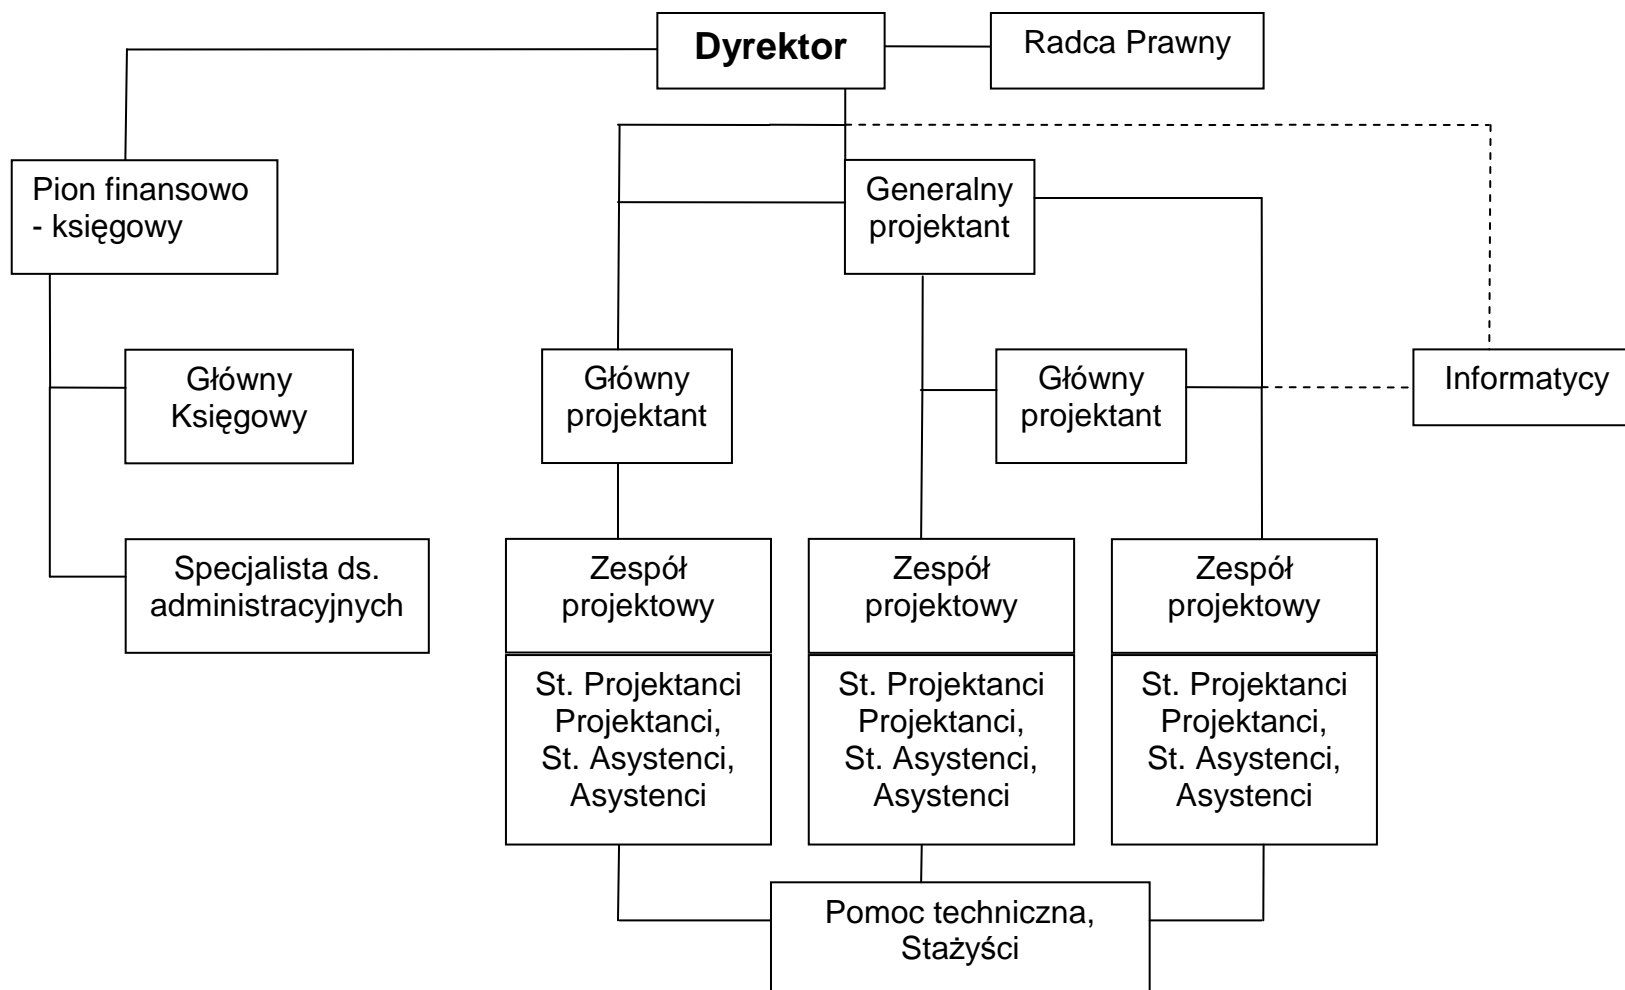 Dyrektor
Radca Prawny
Pion finansowo
- księgowy
Generalny
projektant
Główny
Księgowy
Główny
projektant
Główny
projektant
Informatycy
Specjalista ds.
administracyjnych
Zespół
projektowy
Zespół
projektowy
Zespół
projektowy
St. Projektanci
Projektanci,
St. Asystenci,
Asystenci
St. Projektanci
Projektanci,
St. Asystenci,
Asystenci
St. Projektanci
Projektanci,
St. Asystenci,
Asystenci
Pomoc techniczna,
Stażyści